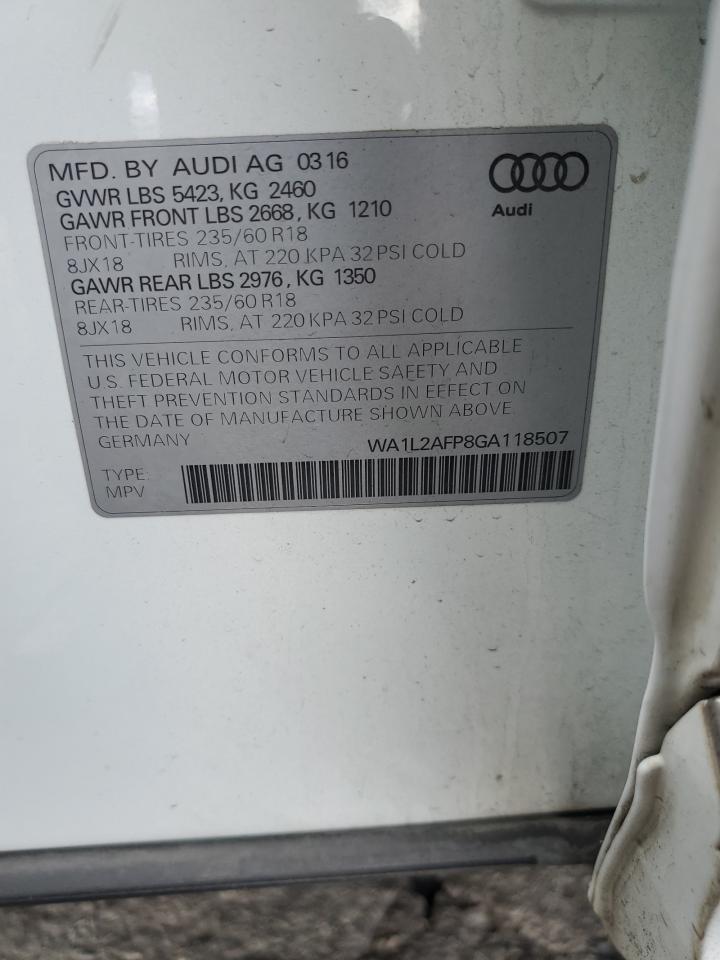 MFD. BY AUDI AG 0316
GVWR LBS 5423, KG 2460
GAWR FRONT LBS 2668, KG 1210
FRONT-TIRES 235/60 R18
8JX18 RIMS, AT 220 KPA 32 PSI COLD
GAWR REAR LBS 2976, KG 1350
REAR-TIRES 235/60 R18
8JX18 RIMS, AT 220 KPA 32 PSI COLD
Audi
THIS VEHICLE CONFORMS TO ALL APPLICABLE
U.S. FEDERAL MOTOR VEHICLE SAFETY, AND
THEFT PREVENTION STANDARDS IN EFFECT ON
THE DATE OF MANUFACTURE SHOWN ABOVE.
GERMANY WA1L2AFP8GA118507
TYPE:
MPV